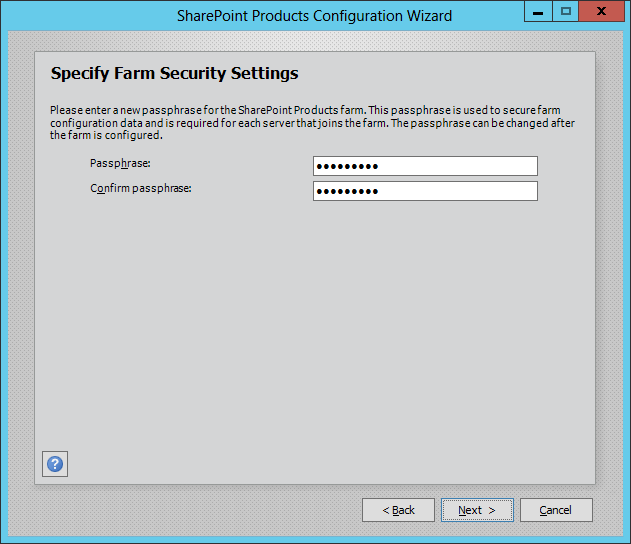 SharePoint Products Configuration Wizard
Specify Farm Security Settings
Please enter a new passphrase for the SharePoint Products farm. This passphrase is used to secure farm
configuration data and is required for each server that joins the farm. The passphrase can be changed after
the farm is configured.
Passphrase: ●●●●●●●●●
Confirm passphrase: ●●●●●●●●●
?
< Back Next > Cancel